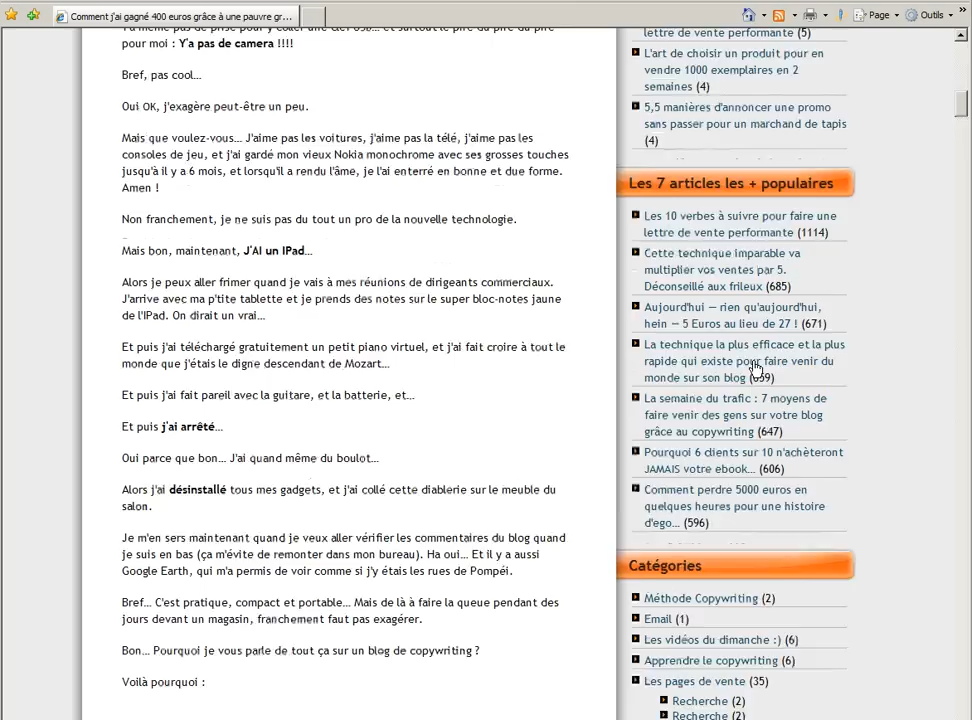 Comment j'ai gagné 400 euros grâce à une pauvre gr...
Page
Outils
»
pour moi : Y'a pas de camera !!!!
Bref, pas cool...
Oui OK, j'exagère peut-être un peu.
Mais que voulez-vous... J'aime pas les voitures, j'aime pas la télé, j'aime pas les
consoles de jeu, et j'ai gardé mon vieux Nokia monochrome avec ses grosses touches
jusqu'à il y a 6 mois, et lorsqu'il a rendu l'âme, je l'ai enterré en bonne et due forme.
Amen !
Non franchement, je ne suis pas du tout un pro de la nouvelle technologie.
Mais bon, maintenant, J'AI un IPad...
Alors je peux aller frimer quand je vais à mes réunions de dirigeants commerciaux.
J'arrive avec ma p'tite tablette et je prends des notes sur le super bloc-notes jaune
de l'IPad. On dirait un vrai...
Et puis j'ai téléchargé gratuitement un petit piano virtuel, et j'ai fait croire à tout le
monde que j'étais le digne descendant de Mozart...
Et puis j'ai fait pareil avec la guitare, et la batterie, et...
Et puis j'ai arrêté...
Oui parce que bon... J'ai quand même du boulot...
Alors j'ai désinstallé tous mes gadgets, et j'ai collé cette diablerie sur le meuble du
salon.
Je m'en sers maintenant quand je veux aller vérifier les commentaires du blog quand
je suis en bas (ça m'évite de remonter dans mon bureau). Ha oui... Et il y a aussi
Google Earth, qui m'a permis de voir comme si j'y étais les rues de Pompéi.
Bref... C'est pratique, compact et portable... Mais de là à faire la queue pendant des
jours devant un magasin, franchement faut pas exagérer.
Bon... Pourquoi je vous parle de tout ça sur un blog de copywriting ?
Voilà pourquoi :
lettre de vente performante (5)
L'art de choisir un produit pour en
vendre 1000 exemplaires en 2
semaines (4)
5,5 manières d'annoncer une promo
sans passer pour un marchand de tapis
(4)
Les 7 articles les + populaires
Les 10 verbes à suivre pour faire une
lettre de vente performante (1114)
Cette technique imparable va
multiplier vos ventes par 5.
Déconseillé aux frileux (685)
Aujourd'hui – rien qu'aujourd'hui,
hein – 5 Euros au lieu de 27 ! (671)
La technique la plus efficace et la plus
rapide qui existe pour faire venir du
monde sur son blog
La semaine du trafic : 7 moyens de
faire venir des gens sur votre blog
grâce au copywriting (647)
Pourquoi 6 clients sur 10 n'achèteront
JAMAIS votre ebook... (606)
Comment perdre 5000 euros en
quelques heures pour une histoire
d'ego... (596)
Catégories
Méthode Copywriting (2)
Email (1)
Les vidéos du dimanche :) (6)
Apprendre le copywriting (6)
Les pages de vente (35)
Recherche (2)
Recherche (2)